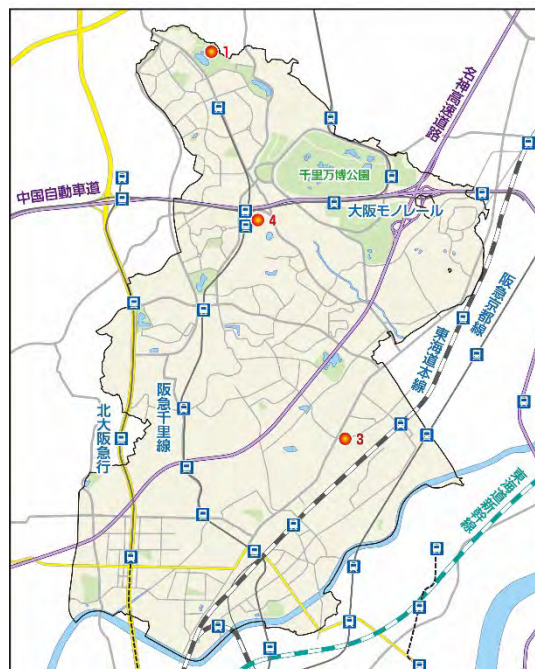 1
名神高速道路
千里万博公園
中国自動車道
大阪モノレール
4
阪急京都線
東海道本線
阪急千里線
北大阪急行
3
東海道新幹線